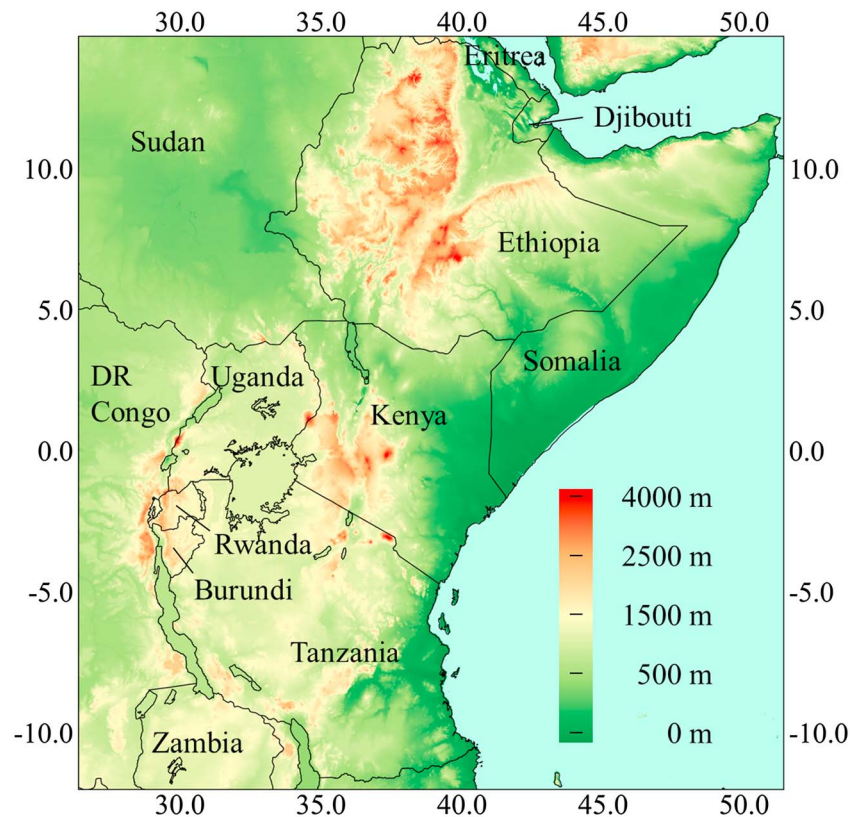 30.0 35.0 40.0 45.0 50.0
Eritrea
Djibouti
Sudan
10.0 10.0
Ethiopia
5.0 5.0
Somalia
DR
Congo
Uganda
Kenya
0.0 0.0
4000 m
Rwanda
2500 m
Burundi
-5.0 -5.0
1500 m
Tanzania
500 m
-10.0 0 m -10.0
Zambia
30.0 35.0 40.0 45.0 50.0